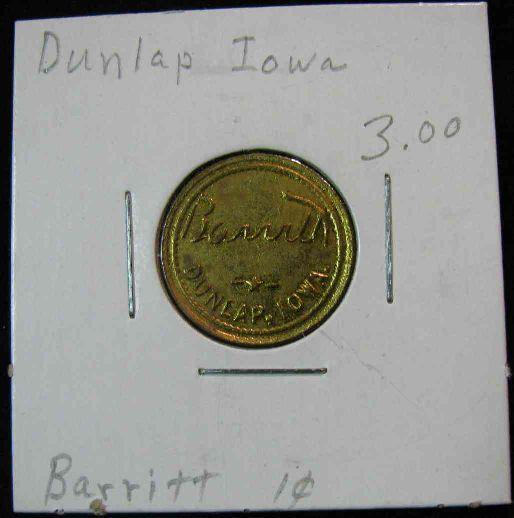 Dunlap Iowa
3.00
Barritt
DUNLAP, IOWA.
Barritt 1¢